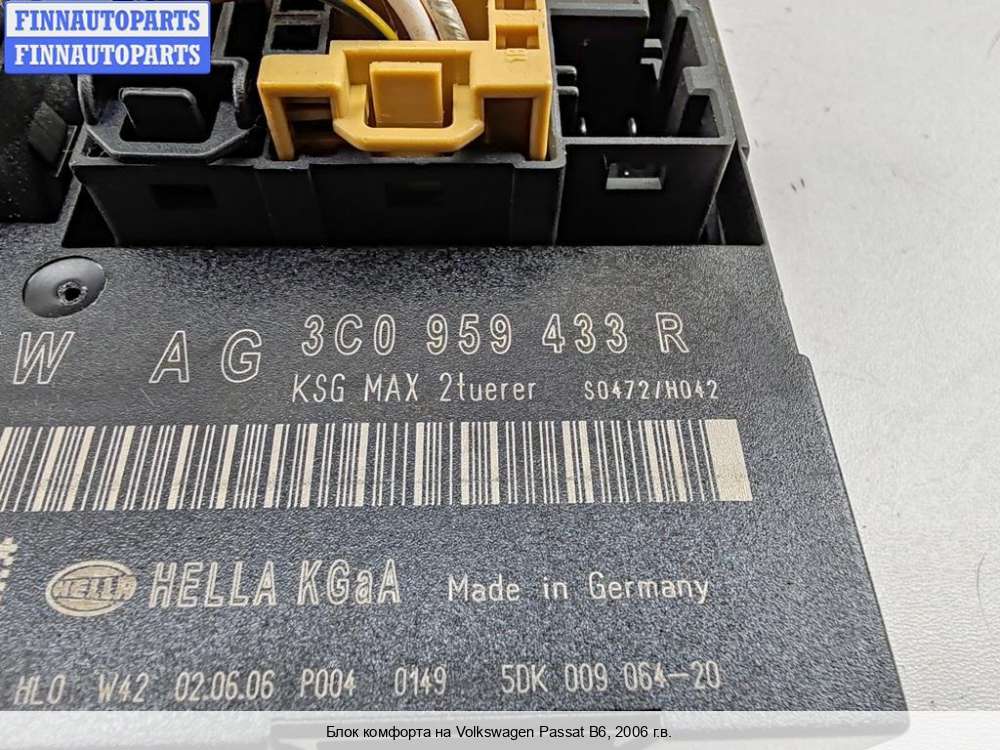 FINNAUTOPARTS
FINNAUTOPARTS
W AG 3C0 959 433 R
KSG MAX 2tuerer S0472/H042
HELLA HELLA KGaA Made in Germany
HLO W42 02.06.06 P004 0149 5DK 009 064-20
Блок комфорта на Volkswagen Passat B6, 2006 г.в.